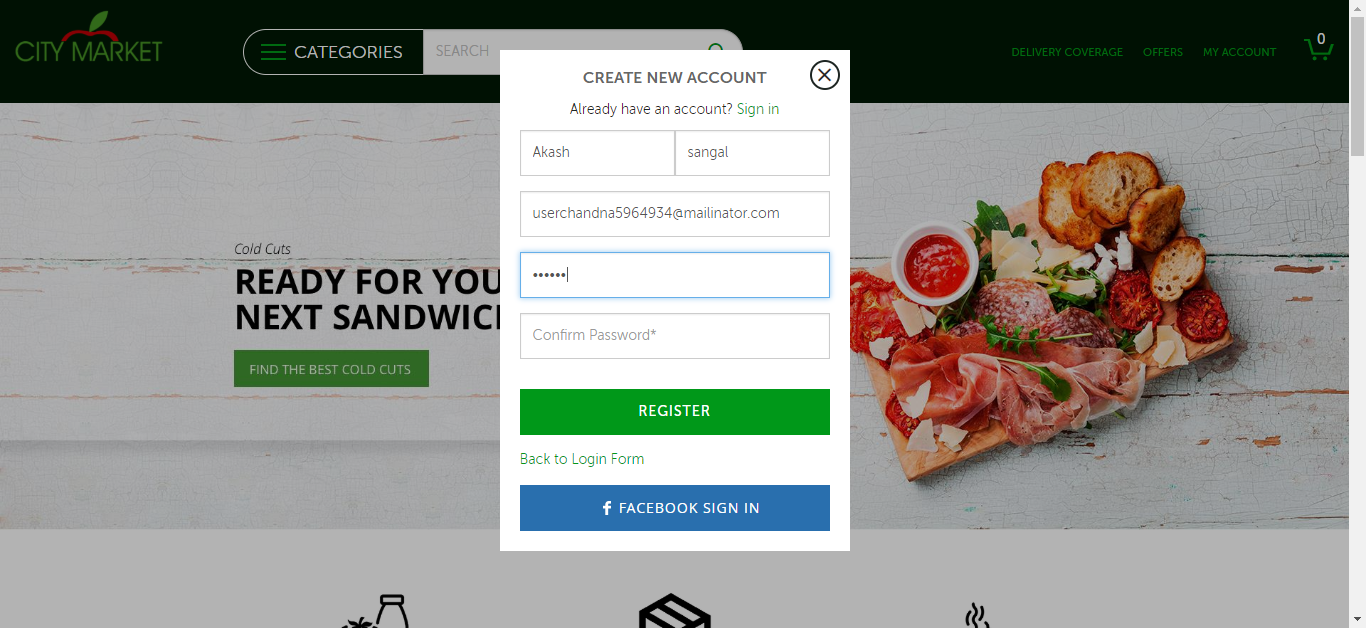 CITY MARKET
CATEGORIES
SEARCH
DELIVERY COVERAGE
OFFERS
MY ACCOUNT
0
CREATE NEW ACCOUNT
Already have an account? Sign in
Akash
sangal
userchandna5964934@mailinator.com
••••••
Confirm Password*
REGISTER
Back to Login Form
f FACEBOOK SIGN IN
Cold Cuts
READY FOR YOU
NEXT SANDWIC
FIND THE BEST COLD CUTS